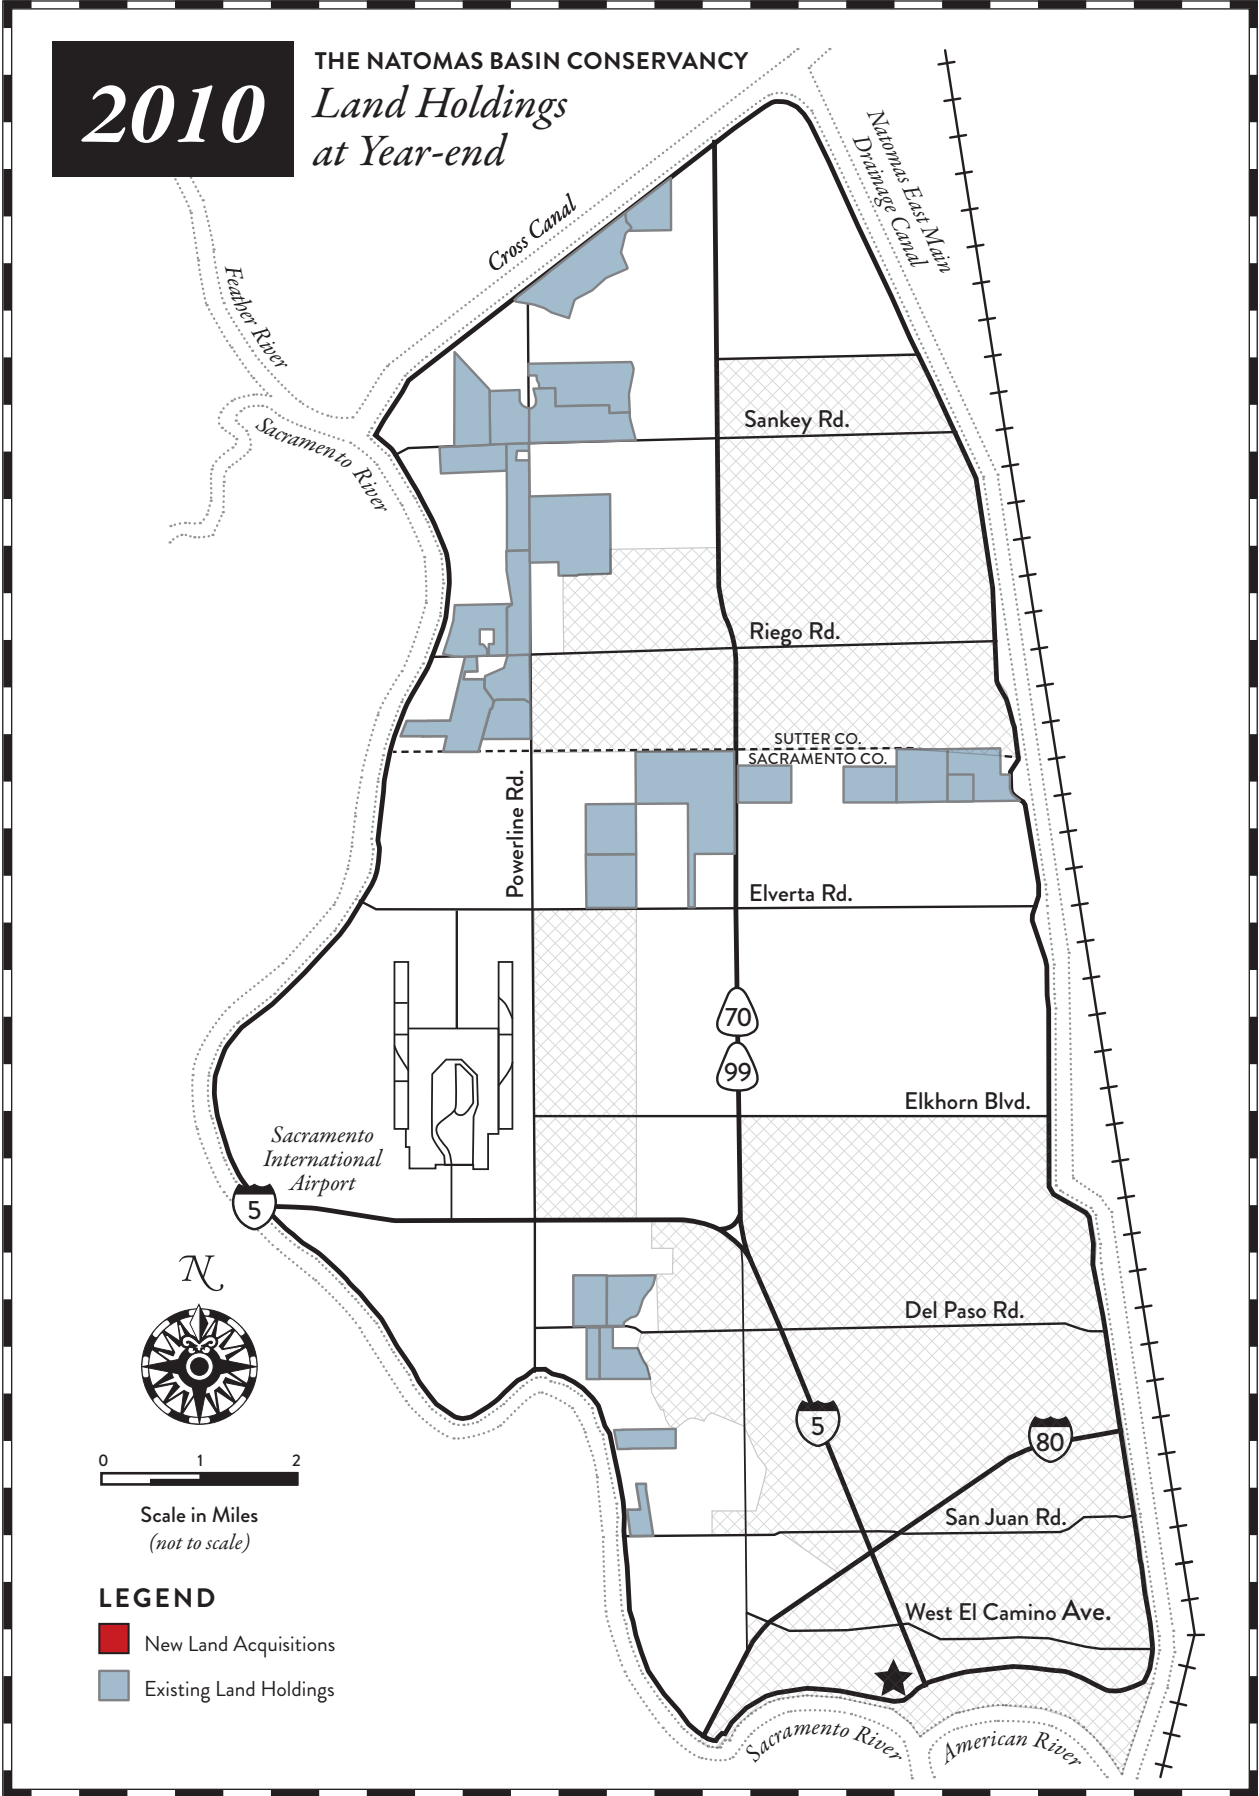 2010
THE NATOMAS BASIN CONSERVANCY
Land Holdings
at Year-end
Natomas East Main
Drainage Canal
Cross Canal
Feather River
Sacramento River
Sankey Rd.
Riego Rd.
SUTTER CO.
SACRAMENTO CO.
Powerline Rd.
Elverta Rd.
70
99
Elkhorn Blvd.
Sacramento
International
Airport
5
N
Del Paso Rd.
5
80
0 1 2
Scale in Miles
(not to scale)
San Juan Rd.
LEGEND
New Land Acquisitions
Existing Land Holdings
West El Camino Ave.
Sacramento River
American River